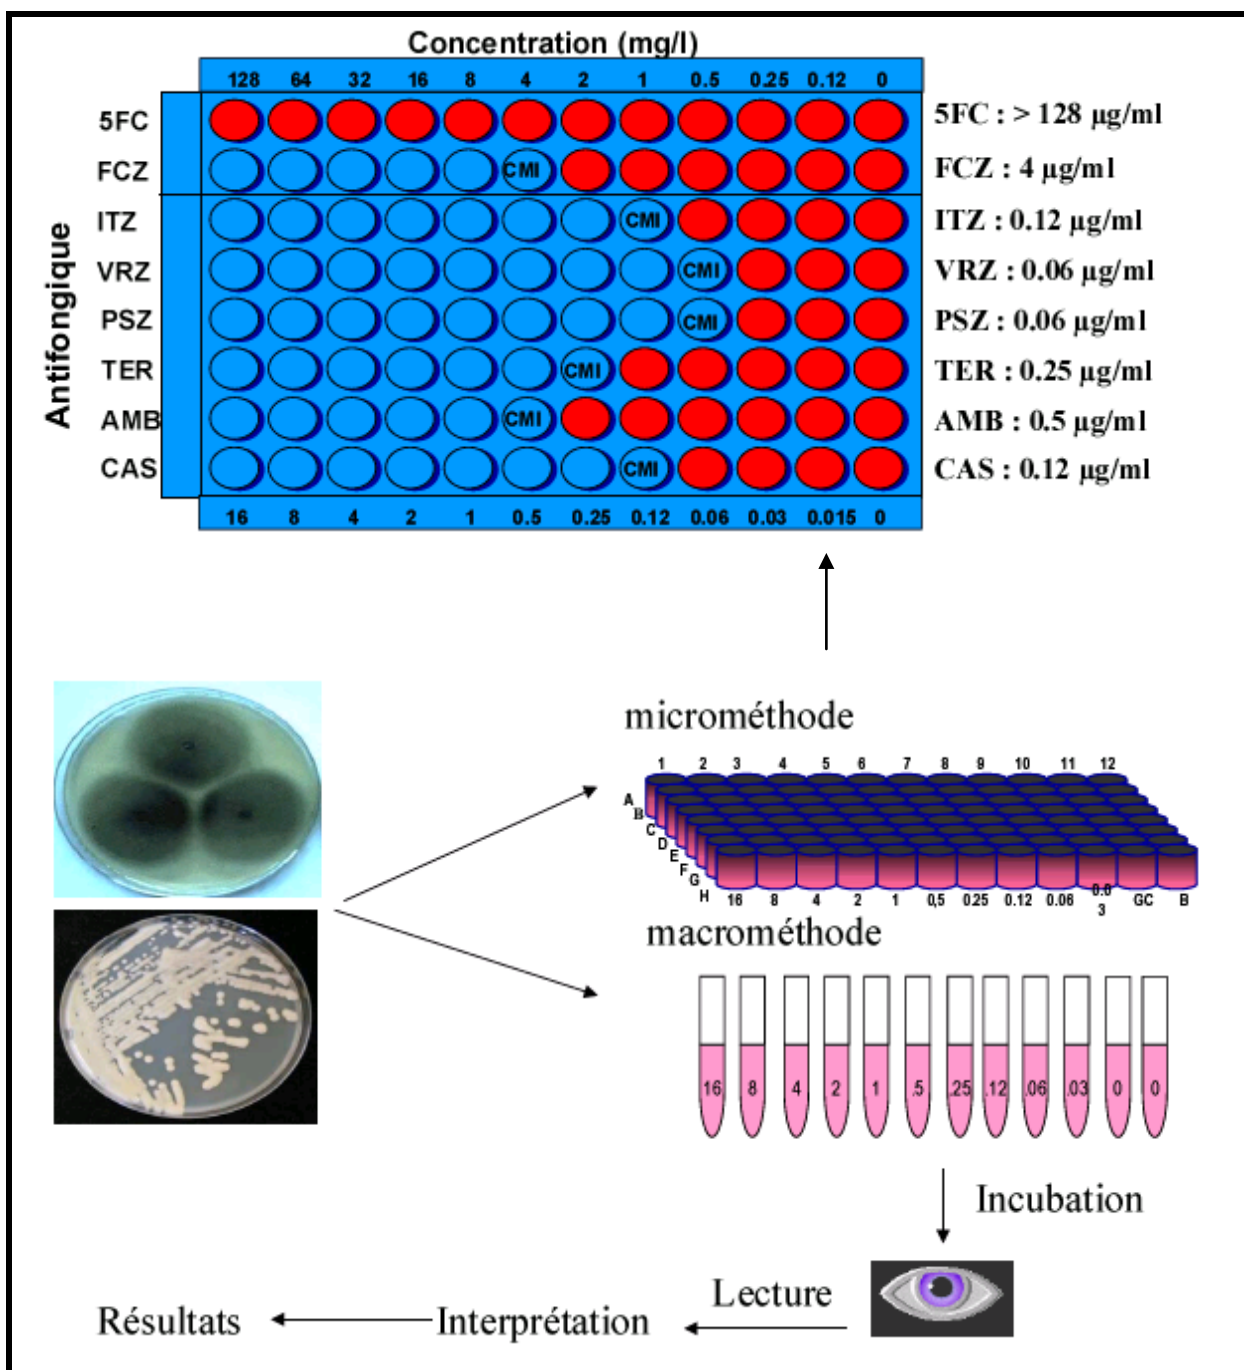 Concentration (mg/l)
128 64 32 16 8 4 2 1 0.5 0.25 0.12 0
Antifongique
5FC 5FC : > 128 µg/ml
FCZ CMI FCZ : 4 µg/ml
ITZ CMI ITZ : 0.12 µg/ml
VRZ CMI VRZ : 0.06 µg/ml
PSZ CMI PSZ : 0.06 µg/ml
TER CMI TER : 0.25 µg/ml
AMB CMI AMB : 0.5 µg/ml
CAS CMI CAS : 0.12 µg/ml
16 8 4 2 1 0.5 0.25 0.12 0.06 0.03 0.015 0
microméthode
1 2 3 4 5 6 7 8 9 10 11 12
A
B
C
D
E
F
G
H
16 8 4 2 1 0,5 0.25 0.12 0.06 0.03 GC B
macrométhode
16 8 4 2 1 .5 .25 .12 .06 .03 0 0
Incubation
Lecture
Résultats Interprétation